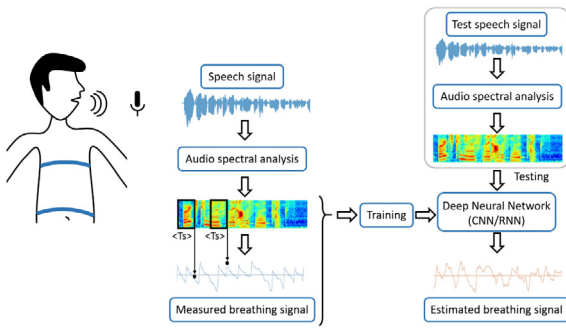 Speech signal
Audio spectral analysis
<Ts> <Ts>
Measured breathing signal
Training
Test speech signal
Audio spectral analysis
Testing
Deep Neural Network
(CNN/RNN)
Estimated breathing signal